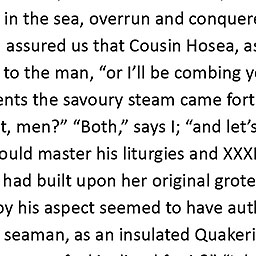 in the sea, overrun and conquere
assured us that Cousin Hosea, as
to the man, “or I’ll be combing y
ents the savoury steam came fort
t, men?” “Both,” says I; “and let’s
ould master his liturgies and XXXI
had built upon her original grote
by his aspect seemed to have auth
seaman, as an insulated Quakeri